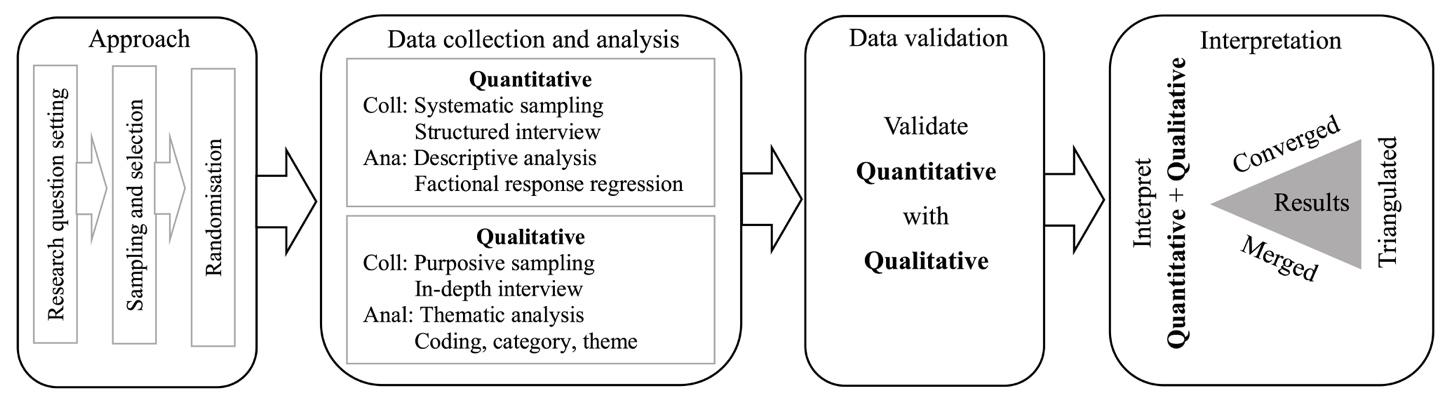 Approach
Research question setting
Sampling and selection
Randomisation
Data collection and analysis
Quantitative
Coll: Systematic sampling
Structured interview
Ana: Descriptive analysis
Factional response regression
Qualitative
Coll: Purposive sampling
In-depth interview
Anal: Thematic analysis
Coding, category, theme
Data validation
Validate
Quantitative
with
Qualitative
Interpretation
Interpret
Quantitative + Qualitative
Converged
Results
Merged
Triangulated